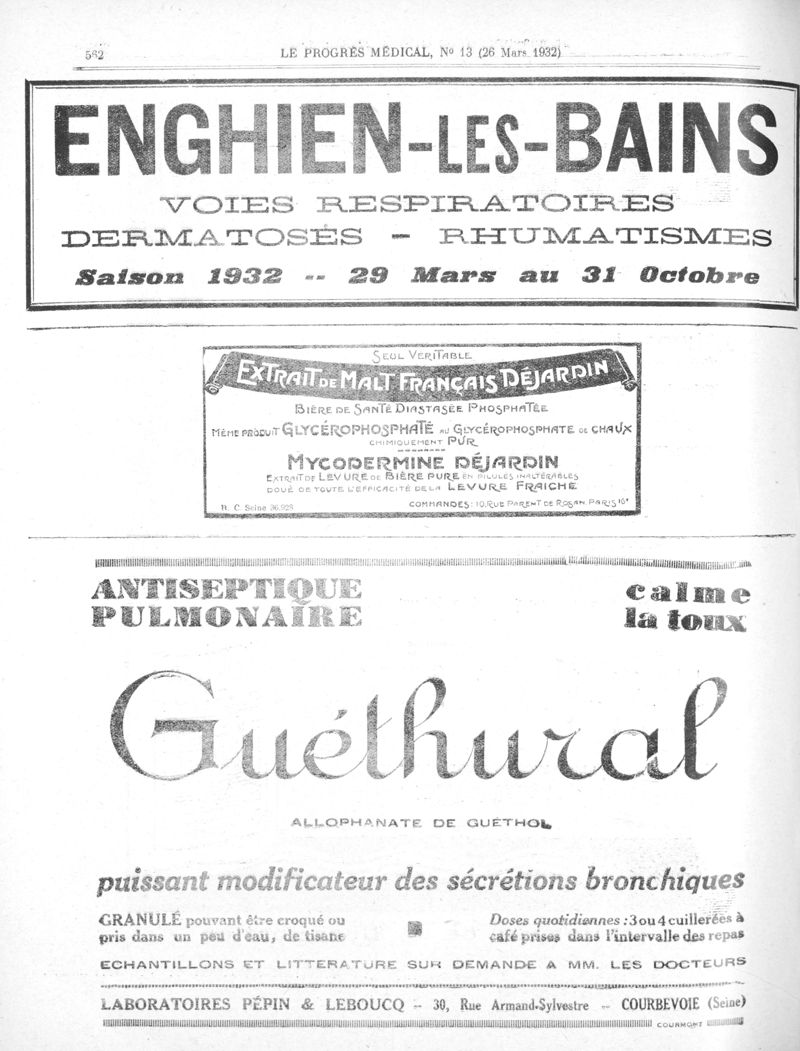 562
LE PROGRÈS MÉDICAL, No 13 (26 Mars 1932)
ENGHIEN-LES-BAINS
VOIES RESPIRATOIRES
DERMATOSES - RHUMATISMES
Saison 1932 -- 29 Mars au 31 Octobre
SEUL VÉRITABLE
EXTRAIT DE MALT FRANÇAIS DÉJARDIN
BIÈRE DE SANTÉ DIASTASÉE PHOSPHATÉE
MÊME PRODUIT GLYCÉROPHOSPHATÉ AU GLYCÉROPHOSPHATE DE CHAUX
CHIMIQUEMENT PUR
MYCODERMINE DÉJARDIN
EXTRAIT DE LEVURE DE BIÈRE PURE EN PILULES INALTÉRABLES
DOUÉ DE TOUTE L'EFFICACITÉ DE LA LEVURE FRAICHE
R. C. Seine 36.928 COMMANDES: 10, RUE PARENT DE ROSAN, PARIS 16e
ANTISEPTIQUE
PULMONAIRE
calme
la toux
Guéthural
ALLOPHANATE DE GUÉTHOL
puissant modificateur des sécrétions bronchiques
GRANULÉ pouvant être croqué ou
pris dans un peu d'eau, de tisane
Doses quotidiennes : 3 ou 4 cuillerées à
café prises dans l'intervalle des repas
ECHANTILLONS ET LITTERATURE SUR DEMANDE A MM. LES DOCTEURS
LABORATOIRES PÉPIN & LEBOUCQ -- 30, Rue Armand-Sylvestre -- COURBEVOIE (Seine)
COURMONT